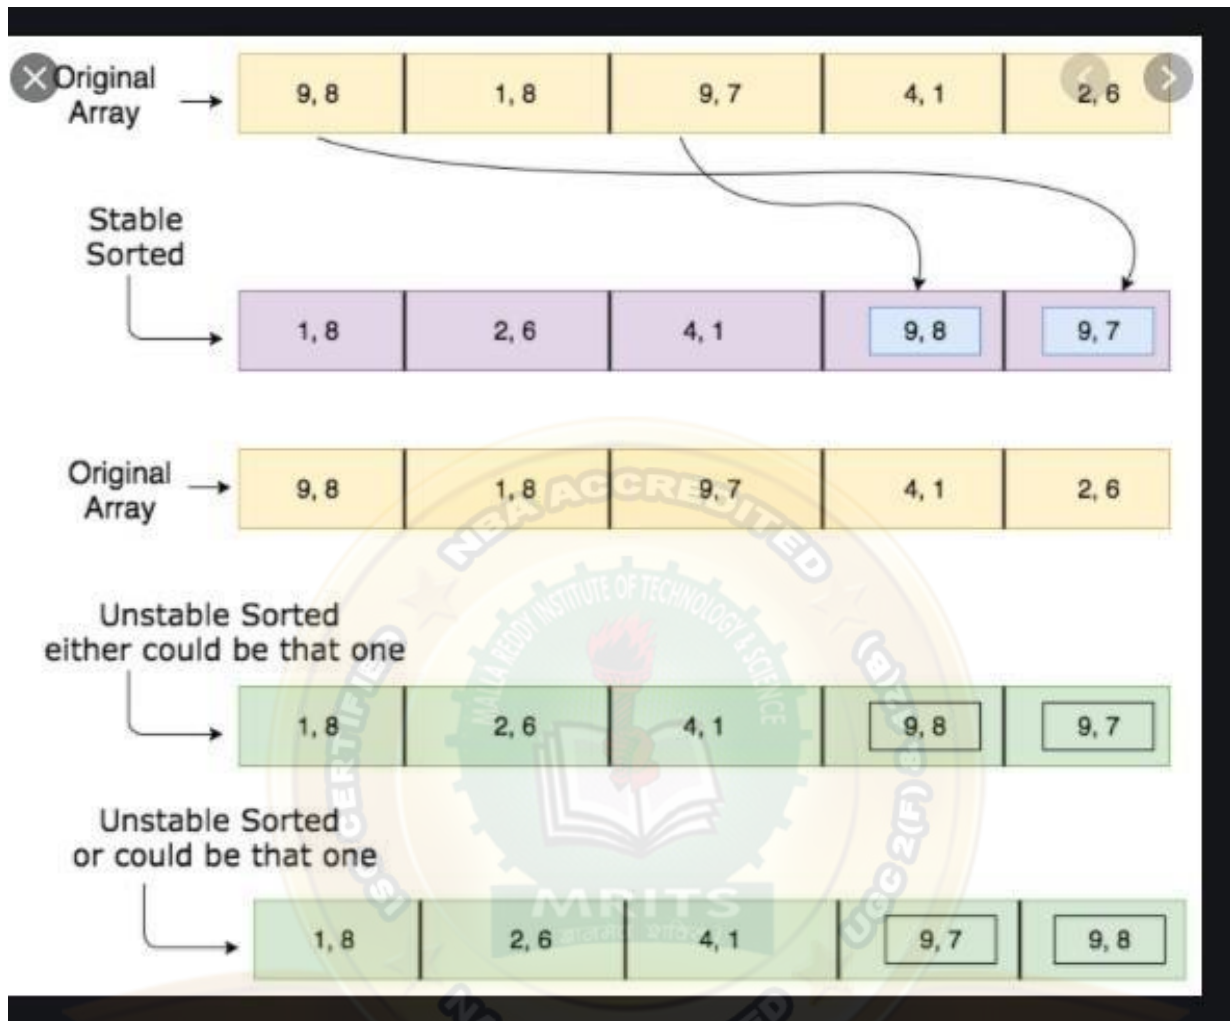 Original
Array
9, 8
1, 8
9, 7
4, 1
2, 6
Stable
Sorted
1, 8
2, 6
4, 1
9, 8
9, 7
Original
Array
9, 8
1, 8
9, 7
4, 1
2, 6
NBA ACCREDITED
MALLA REDDY INSTITUTE OF TECHNOLOGY & SCIENCE
Unstable Sorted
either could be that one
1, 8
2, 6
4, 1
9, 8
9, 7
Unstable Sorted
or could be that one
ISO CERTIFIED
UGC 2(F) & 12(B)
MRITS
1, 8
2, 6
4, 1
9, 7
9, 8